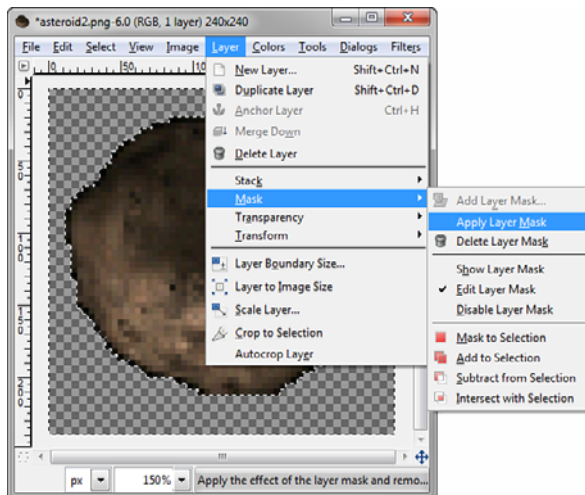 *asteroid2.png-6.0 (RGB, 1 layer) 240x240
File Edit Select View Image Layer Colors Tools Dialogs Filters
0 50
New Layer... Shift+Ctrl+N
Duplicate Layer Shift+Ctrl+D
Anchor Layer Ctrl+H
Merge Down
Delete Layer
Stack
Mask
Transparency
Transform
Layer Boundary Size...
Layer to Image Size
Scale Layer...
Crop to Selection
Autocrop Layer
Add Layer Mask...
Apply Layer Mask
Delete Layer Mask
Show Layer Mask
Edit Layer Mask
Disable Layer Mask
Mask to Selection
Add to Selection
Subtract from Selection
Intersect with Selection
px 150% Apply the effect of the layer mask and remo...